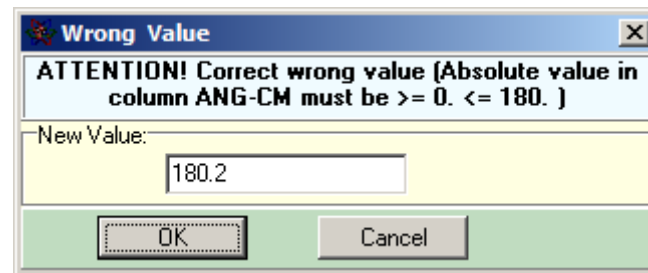 Wrong Value
ATTENTION! Correct wrong value (Absolute value in
column ANG-CM must be >= 0. <= 180. )
New Value:
180.2
OK Cancel